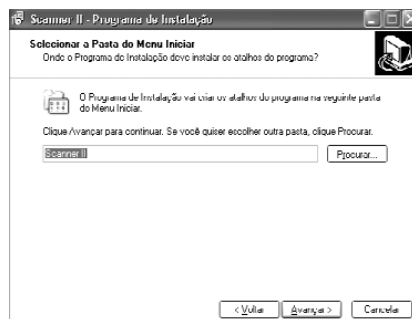 Scanner II - Programa de Instalação
Selecionar a Pasta do Menu Iniciar
Onde o Programa de Instalação deve instalar os atalhos do programa?
O Programa de Instalação vai criar os atalhos do programa na seguinte pasta
do Menu Iniciar.
Clique Avançar para continuar. Se você quiser escolher outra pasta, clique Procurar.
Scanner II
Procurar...
< Voltar
Avançar >
Cancelar